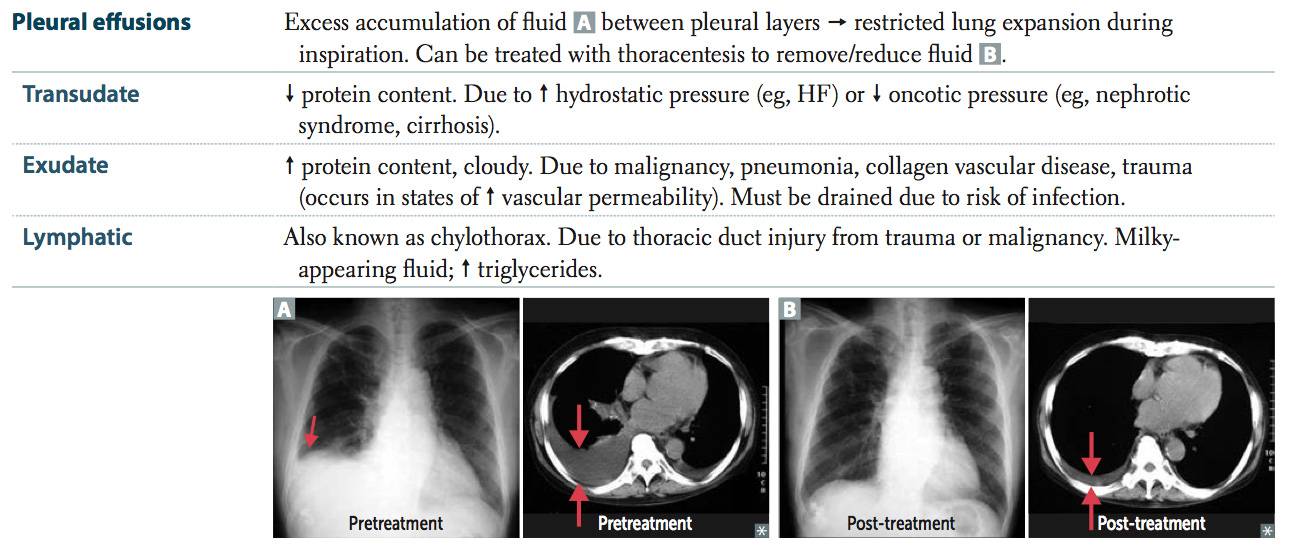 Pleural effusions
Excess accumulation of fluid A between pleural layers → restricted lung expansion during
inspiration. Can be treated with thoracentesis to remove/reduce fluid B.
Transudate
↓ protein content. Due to ↑ hydrostatic pressure (eg, HF) or ↓ oncotic pressure (eg, nephrotic
syndrome, cirrhosis).
Exudate
↑ protein content, cloudy. Due to malignancy, pneumonia, collagen vascular disease, trauma
(occurs in states of ↑ vascular permeability). Must be drained due to risk of infection.
Lymphatic
Also known as chylothorax. Due to thoracic duct injury from trauma or malignancy. Milky-
appearing fluid; ↑ triglycerides.
A
B
Pretreatment
Pretreatment
Post-treatment
Post-treatment